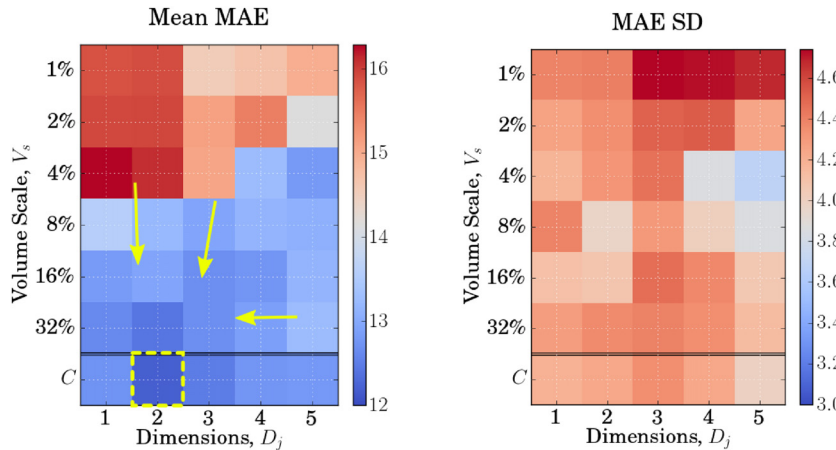 Mean MAE
Volume Scale, V_s
1%
2%
4%
8%
16%
32%
C
1 2 3 4 5
Dimensions, D_j
16
15
14
13
12
MAE SD
Volume Scale, V_s
1%
2%
4%
8%
16%
32%
C
1 2 3 4 5
Dimensions, D_j
4.6
4.4
4.2
4.0
3.8
3.6
3.4
3.2
3.0